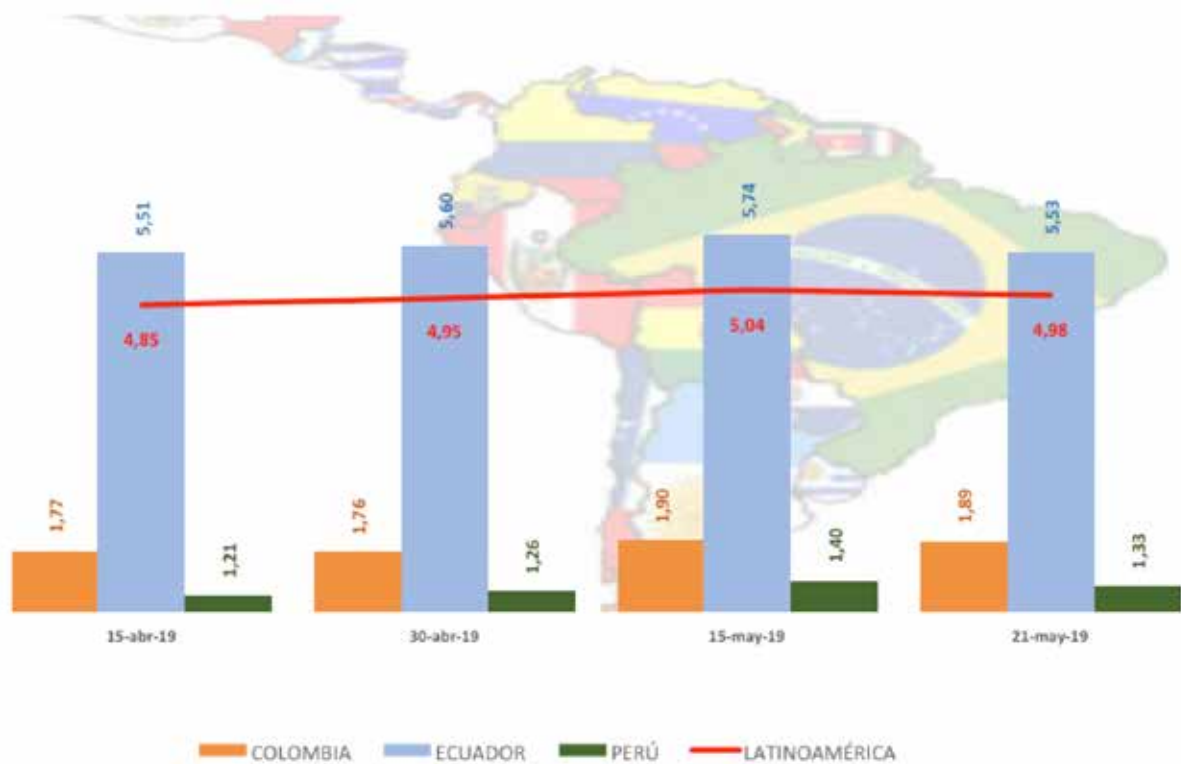 5,51
5,60
5,74
5,53
4,85
4,95
5,04
4,98
1,77
1,76
1,90
1,89
1,21
1,26
1,40
1,33
15-abr-19
30-abr-19
15-may-19
21-may-19
COLOMBIA
ECUADOR
PERÚ
LATINOAMÉRICA